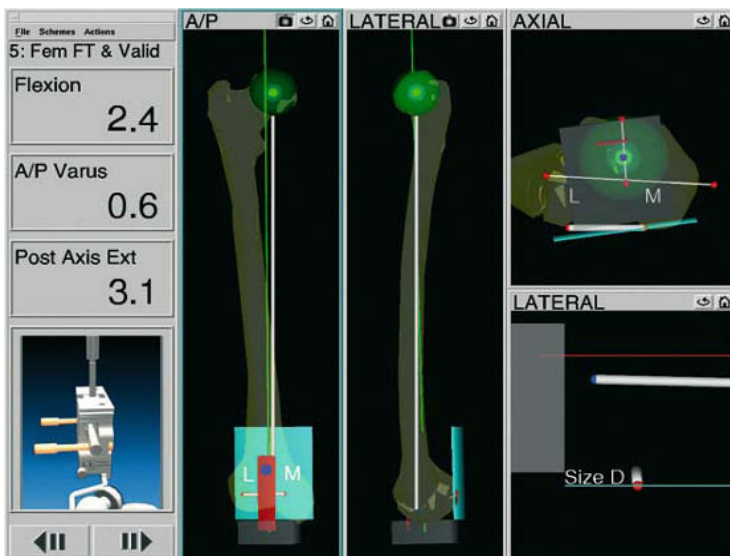 File Schemes Actions
5: Fem FT & Valid
Flexion
2.4
A/P Varus
0.6
Post Axis Ext
3.1
A/P
L M
LATERAL
AXIAL
L M
LATERAL
Size D